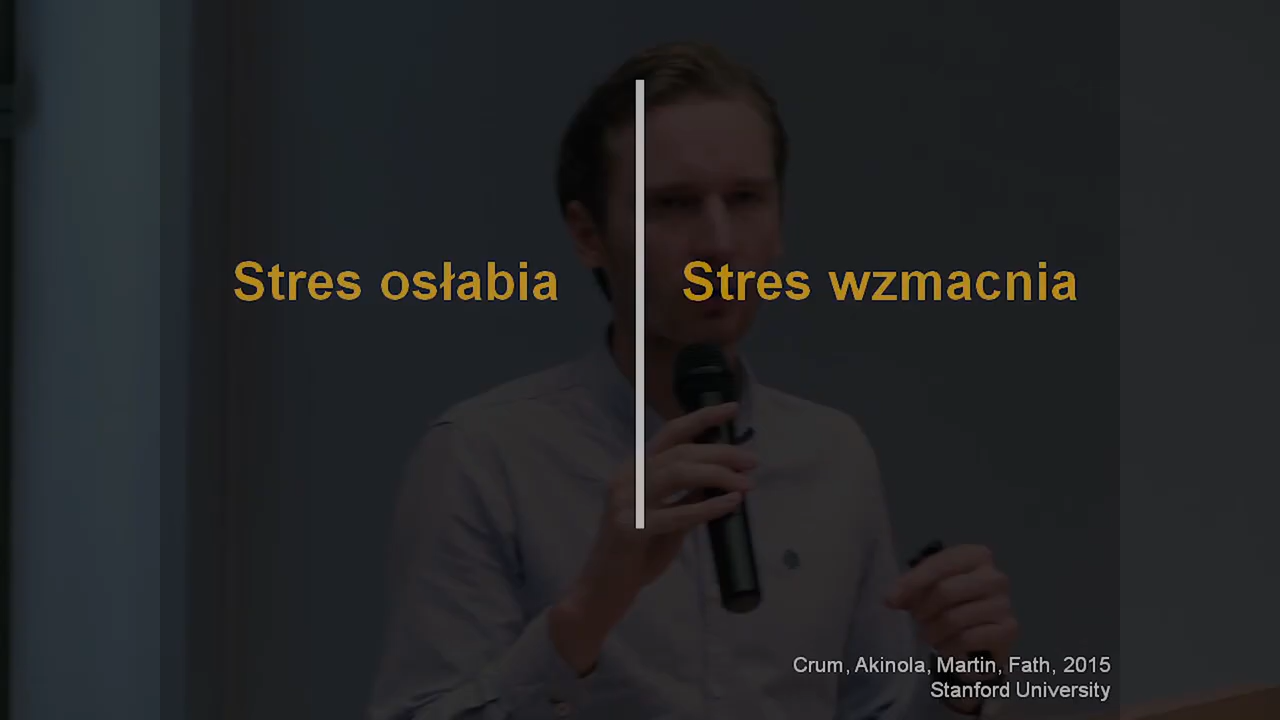 Stres osłabia
Stres wzmacnia
Crum, Akinola, Martin, Fath, 2015
Stanford University